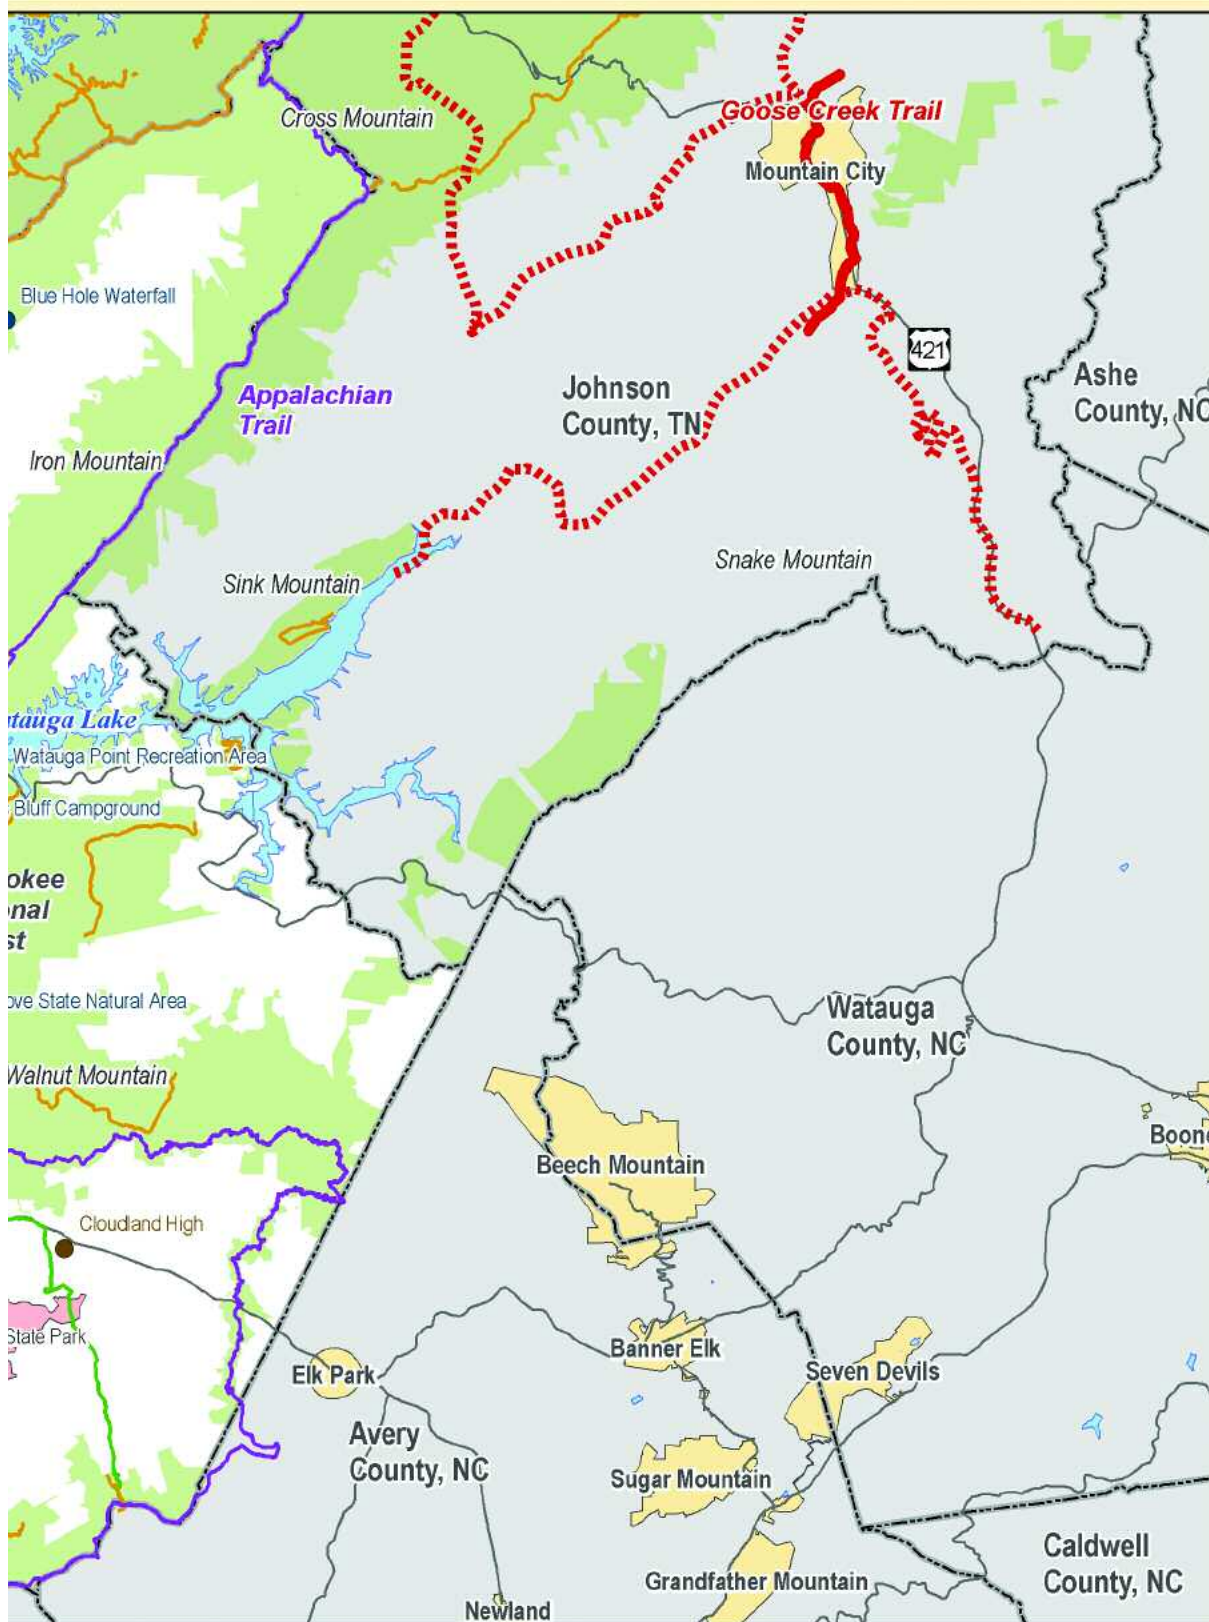 Cross Mountain
Goose Creek Trail
Mountain City
Blue Hole Waterfall
421
Appalachian
Trail
Johnson
County, TN
Ashe
County, NC
Iron Mountain
Snake Mountain
Sink Mountain
tauga Lake
Watauga Point Recreation Area
Bluff Campground
okee
onal
st
ove State Natural Area
Watauga
County, NC
Walnut Mountain
Boone
Beech Mountain
Cloudland High
State Park
Banner Elk
Elk Park
Seven Devils
Avery
County, NC
Sugar Mountain
Caldwell
County, NC
Grandfather Mountain
Newland